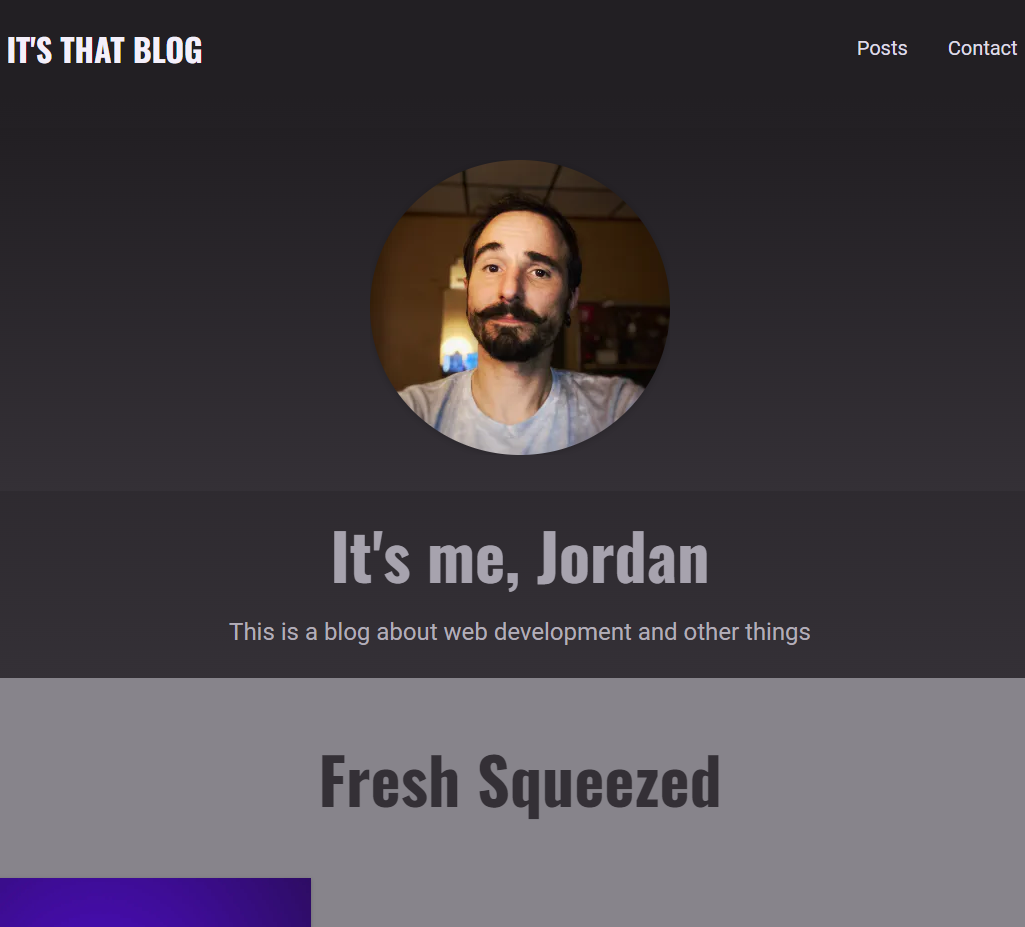 IT'S THAT BLOG
Posts
Contact
It's me, Jordan
This is a blog about web development and other things
Fresh Squeezed